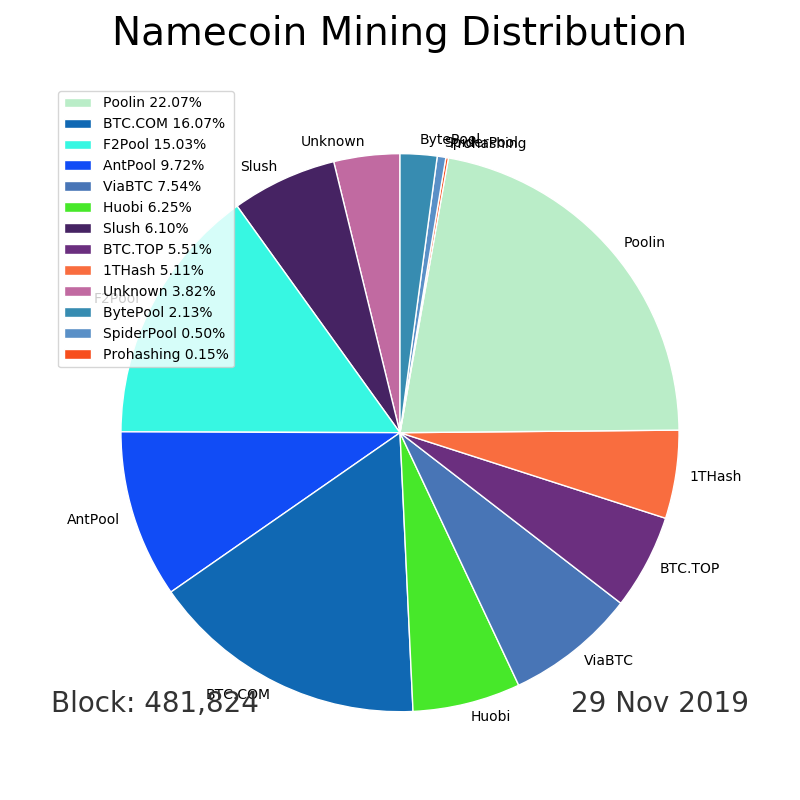 Namecoin Mining Distribution
Poolin 22.07%
BTC.COM 16.07%
F2Pool 15.03%
AntPool 9.72%
ViaBTC 7.54%
Huobi 6.25%
Slush 6.10%
BTC.TOP 5.51%
1THash 5.11%
Unknown 3.82%
BytePool 2.13%
SpiderPool 0.50%
Prohashing 0.15%
Unknown
BytePool
SpiderPool
Prohashing
Slush
Poolin
F2Pool
1THash
AntPool
BTC.TOP
ViaBTC
BTC.COM
Huobi
Block: 481,824
29 Nov 2019